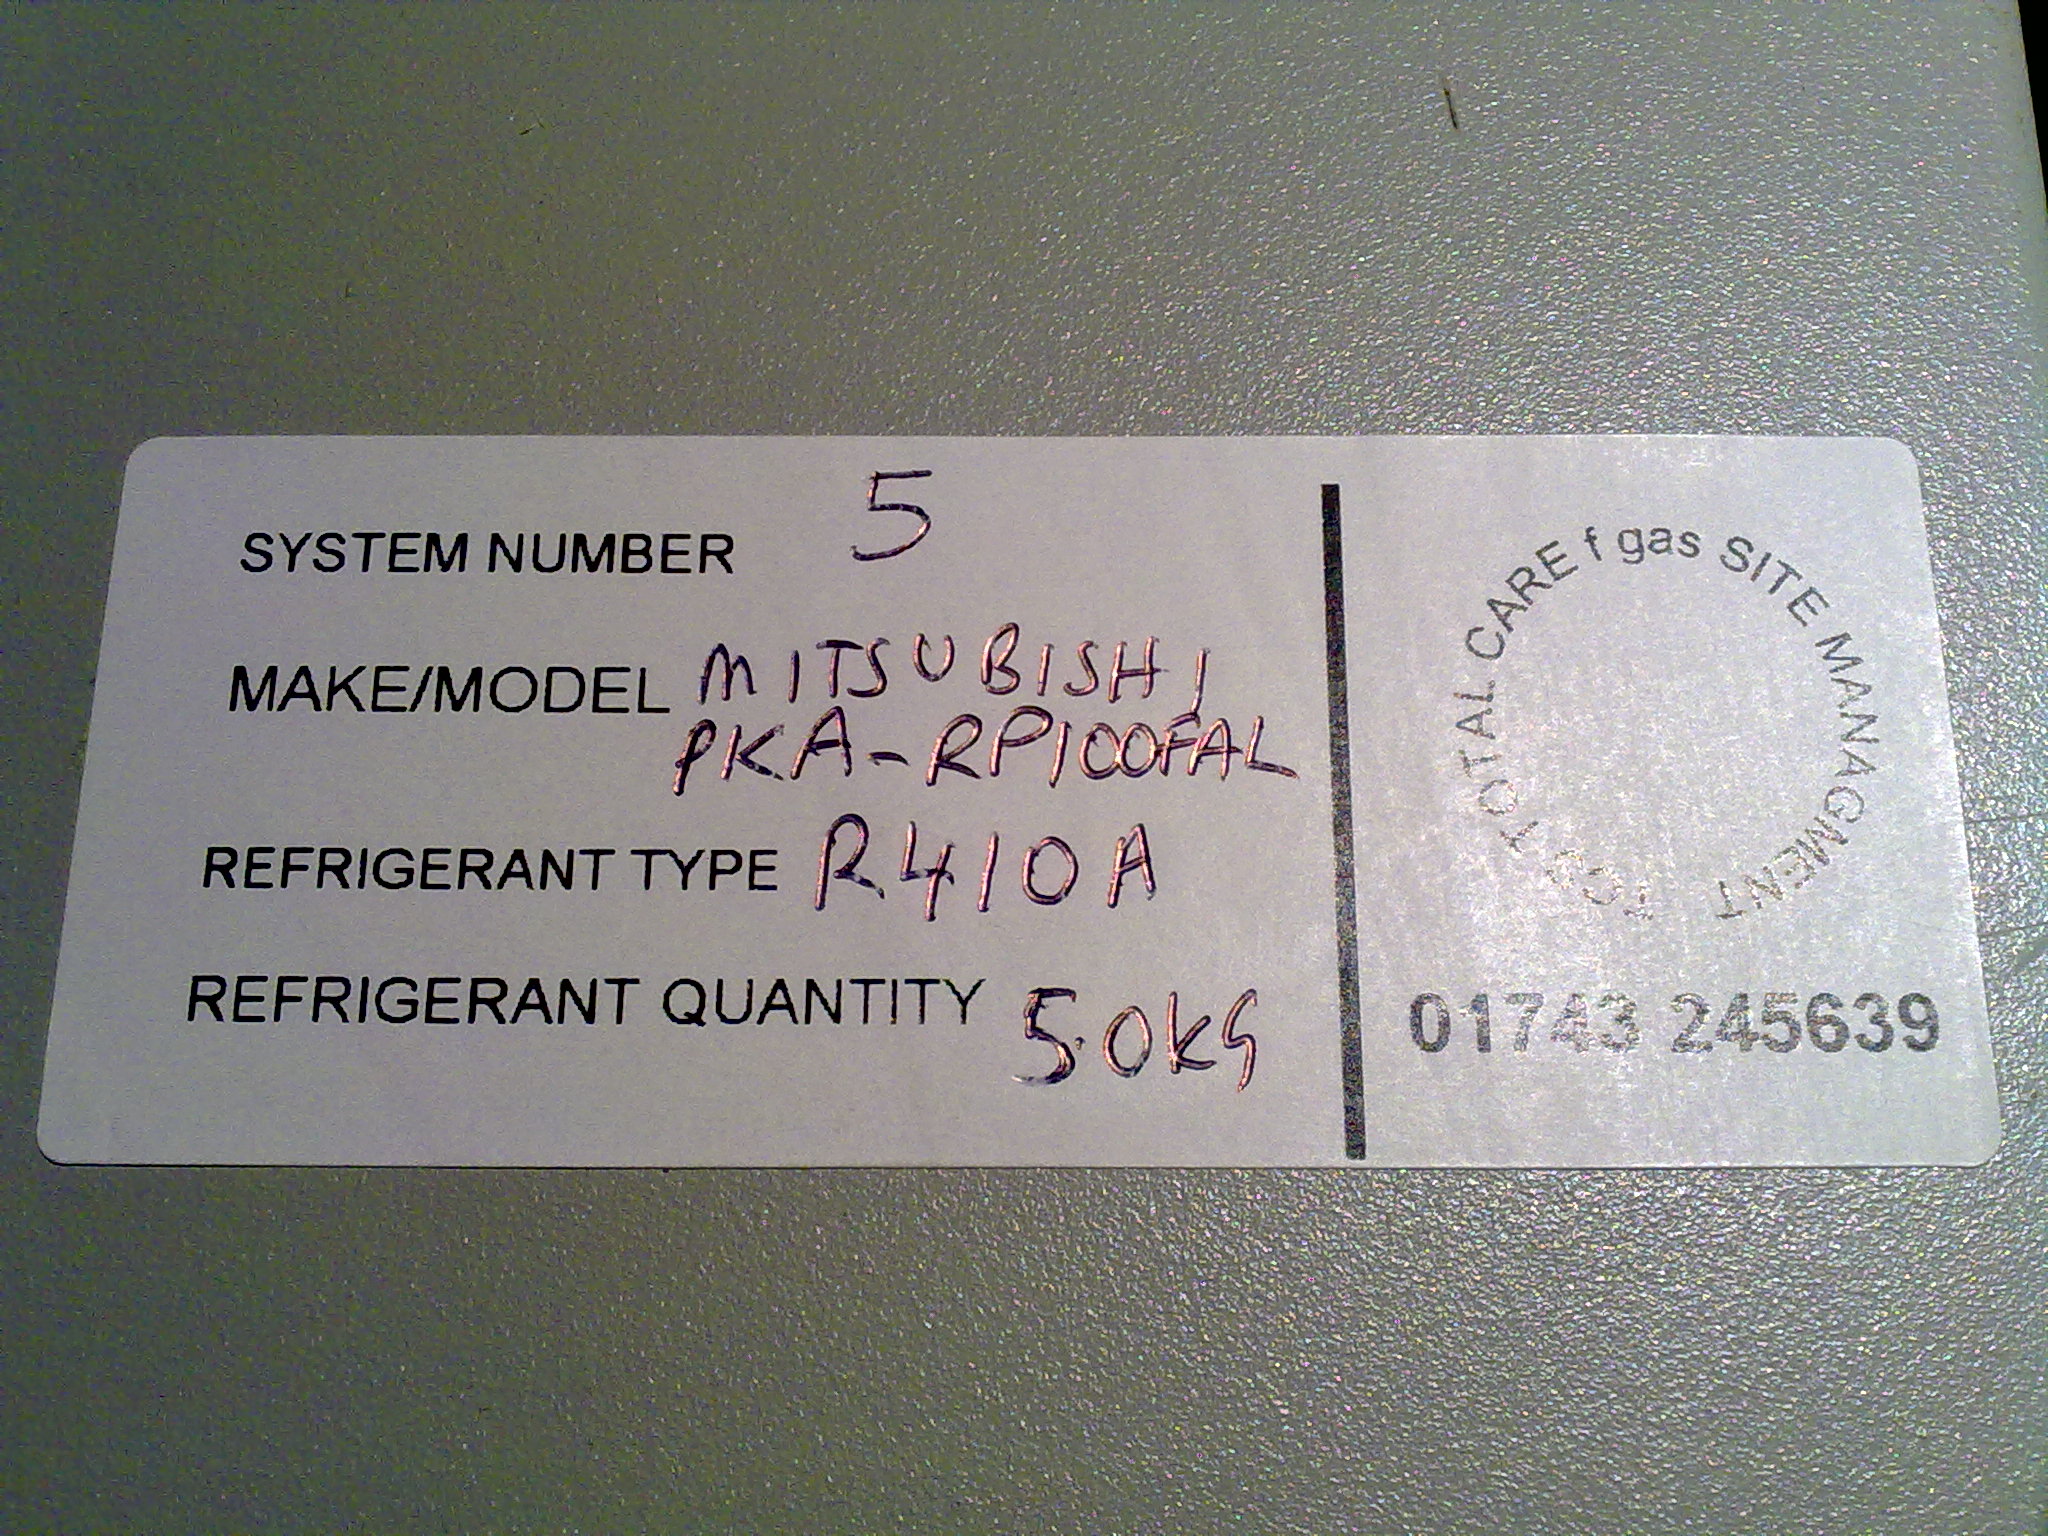 SYSTEM NUMBER 5
MAKE/MODEL MITSUBISHI
PKA-RP100FAL
REFRIGERANT TYPE R410A
REFRIGERANT QUANTITY 5.0KG
TCU TOTAL CARE f gas SITE MANAGMENT
01743 245639